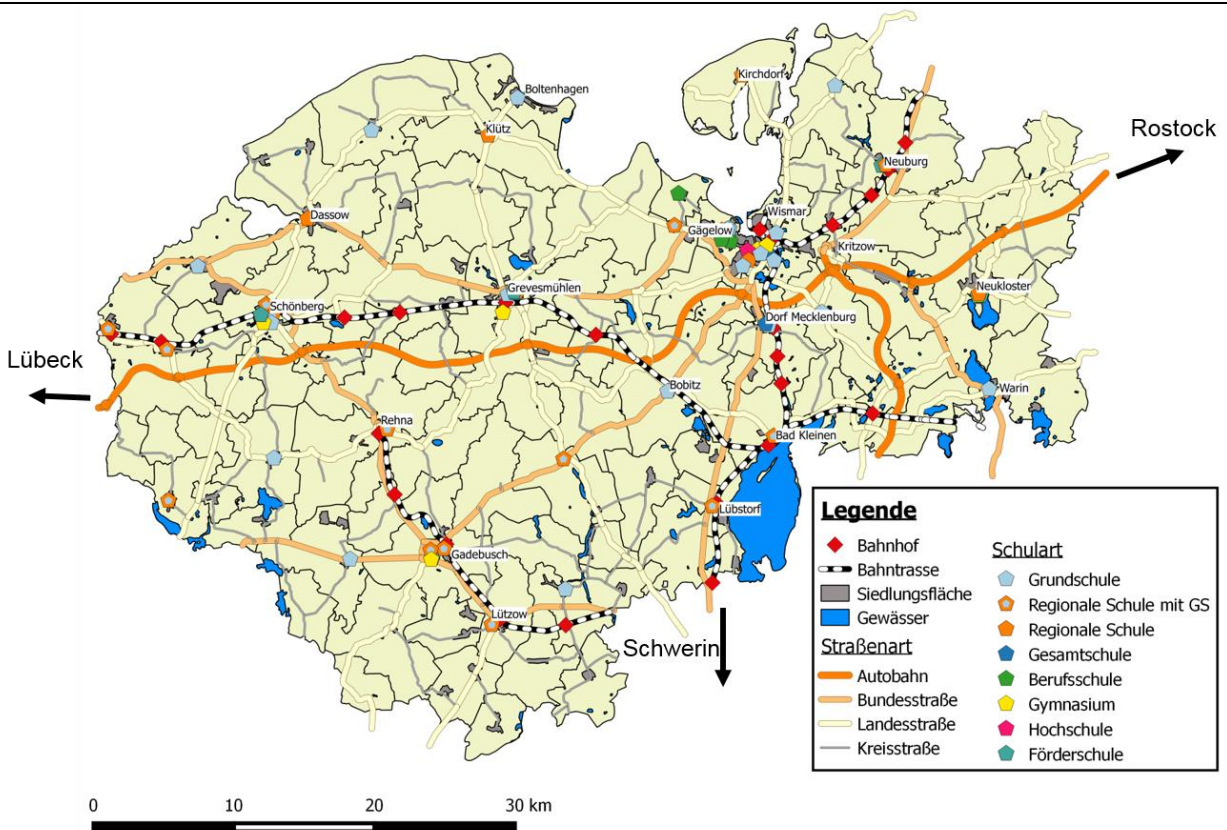 Boltenhagen
Kirchdorf
Klütz
Rostock
Neuburg
Dassow
Wismar
Gägelow
Kritzow
Grevesmühlen
Neukloster
Schönberg
Dorf Mecklenburg
Lübeck
Bobitz
Warin
Rehna
Bad Kleinen
Lübstorf
Gadebusch
Lützow
Schwerin
Legende
Bahnhof
Bahntrasse
Siedlungsfläche
Gewässer
Straßenart
Autobahn
Bundesstraße
Landesstraße
Kreisstraße
Schulart
Grundschule
Regionale Schule mit GS
Regionale Schule
Gesamtschule
Berufsschule
Gymnasium
Hochschule
Förderschule
0 10 20 30 km